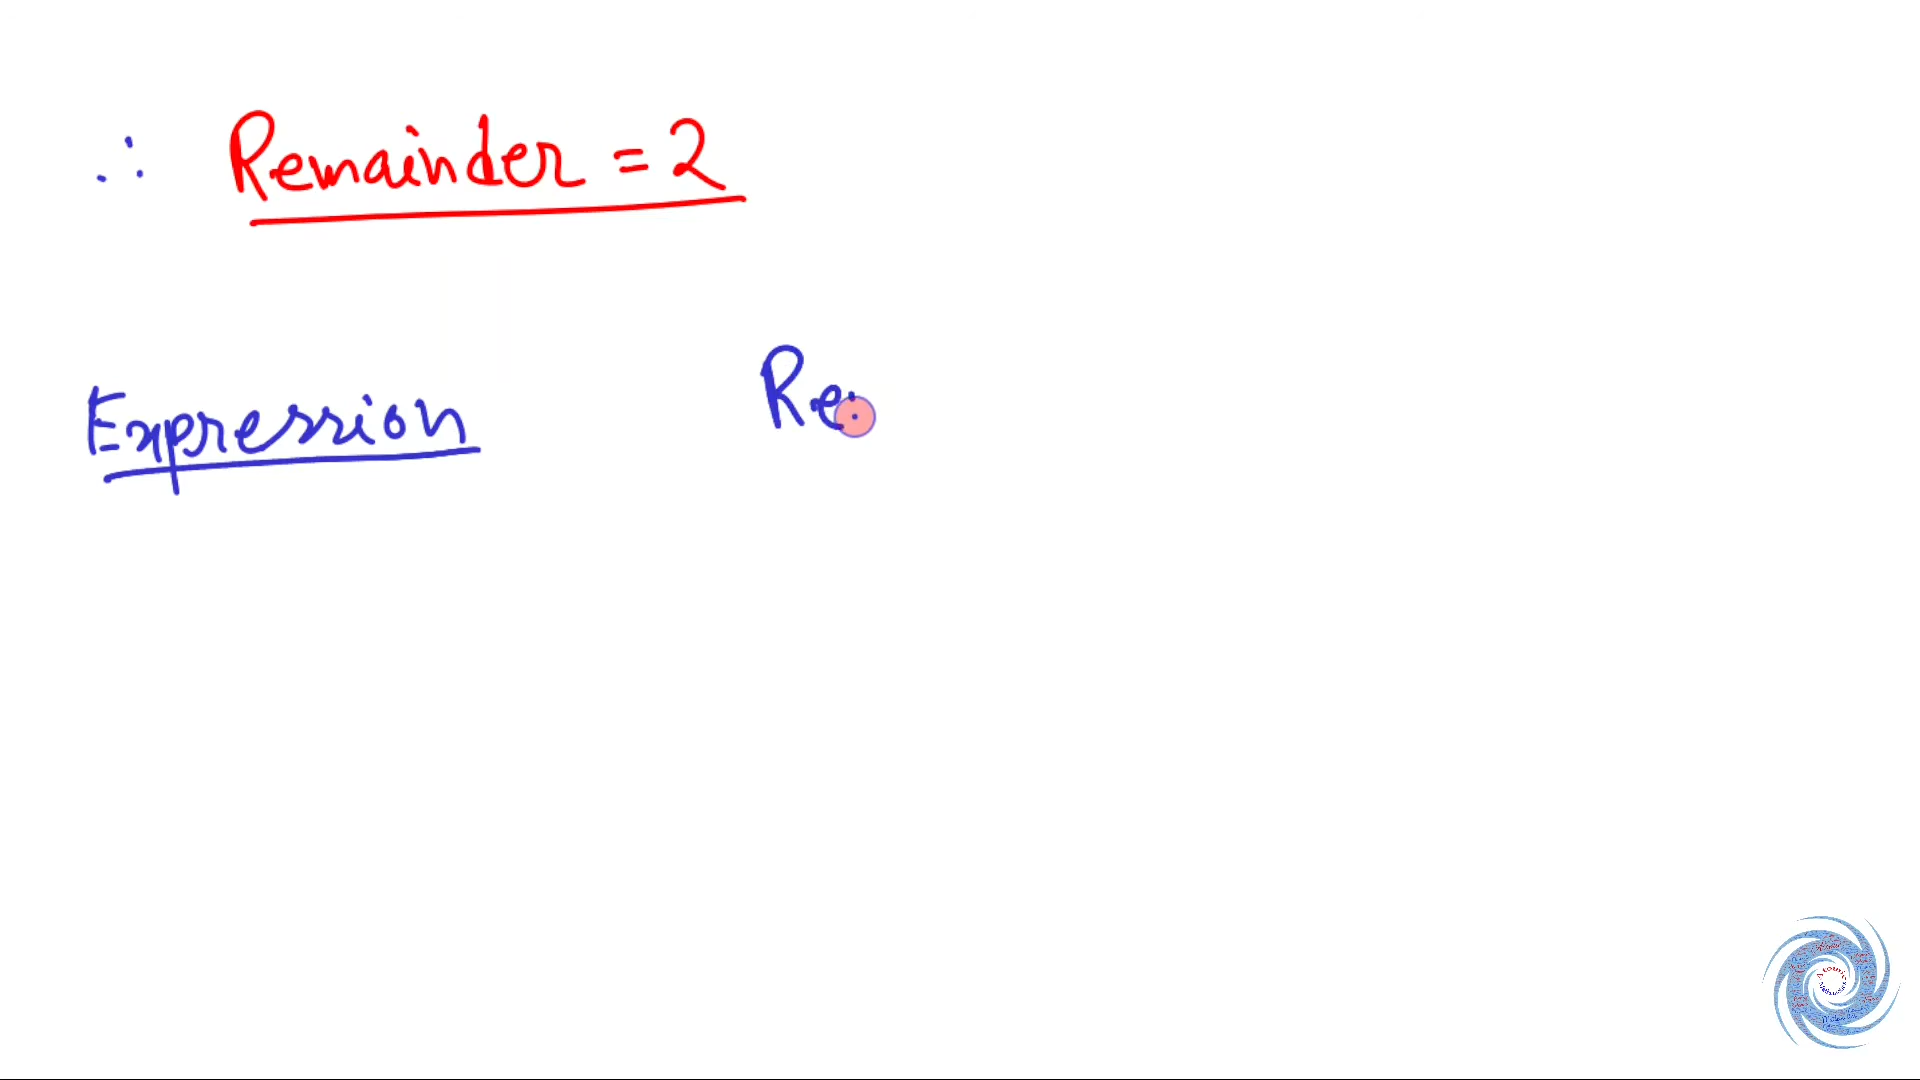 ∴ Remainder = 2
Expression Re